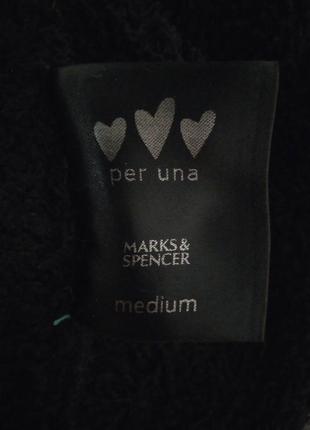 per una
MARKS &
SPENCER
medium